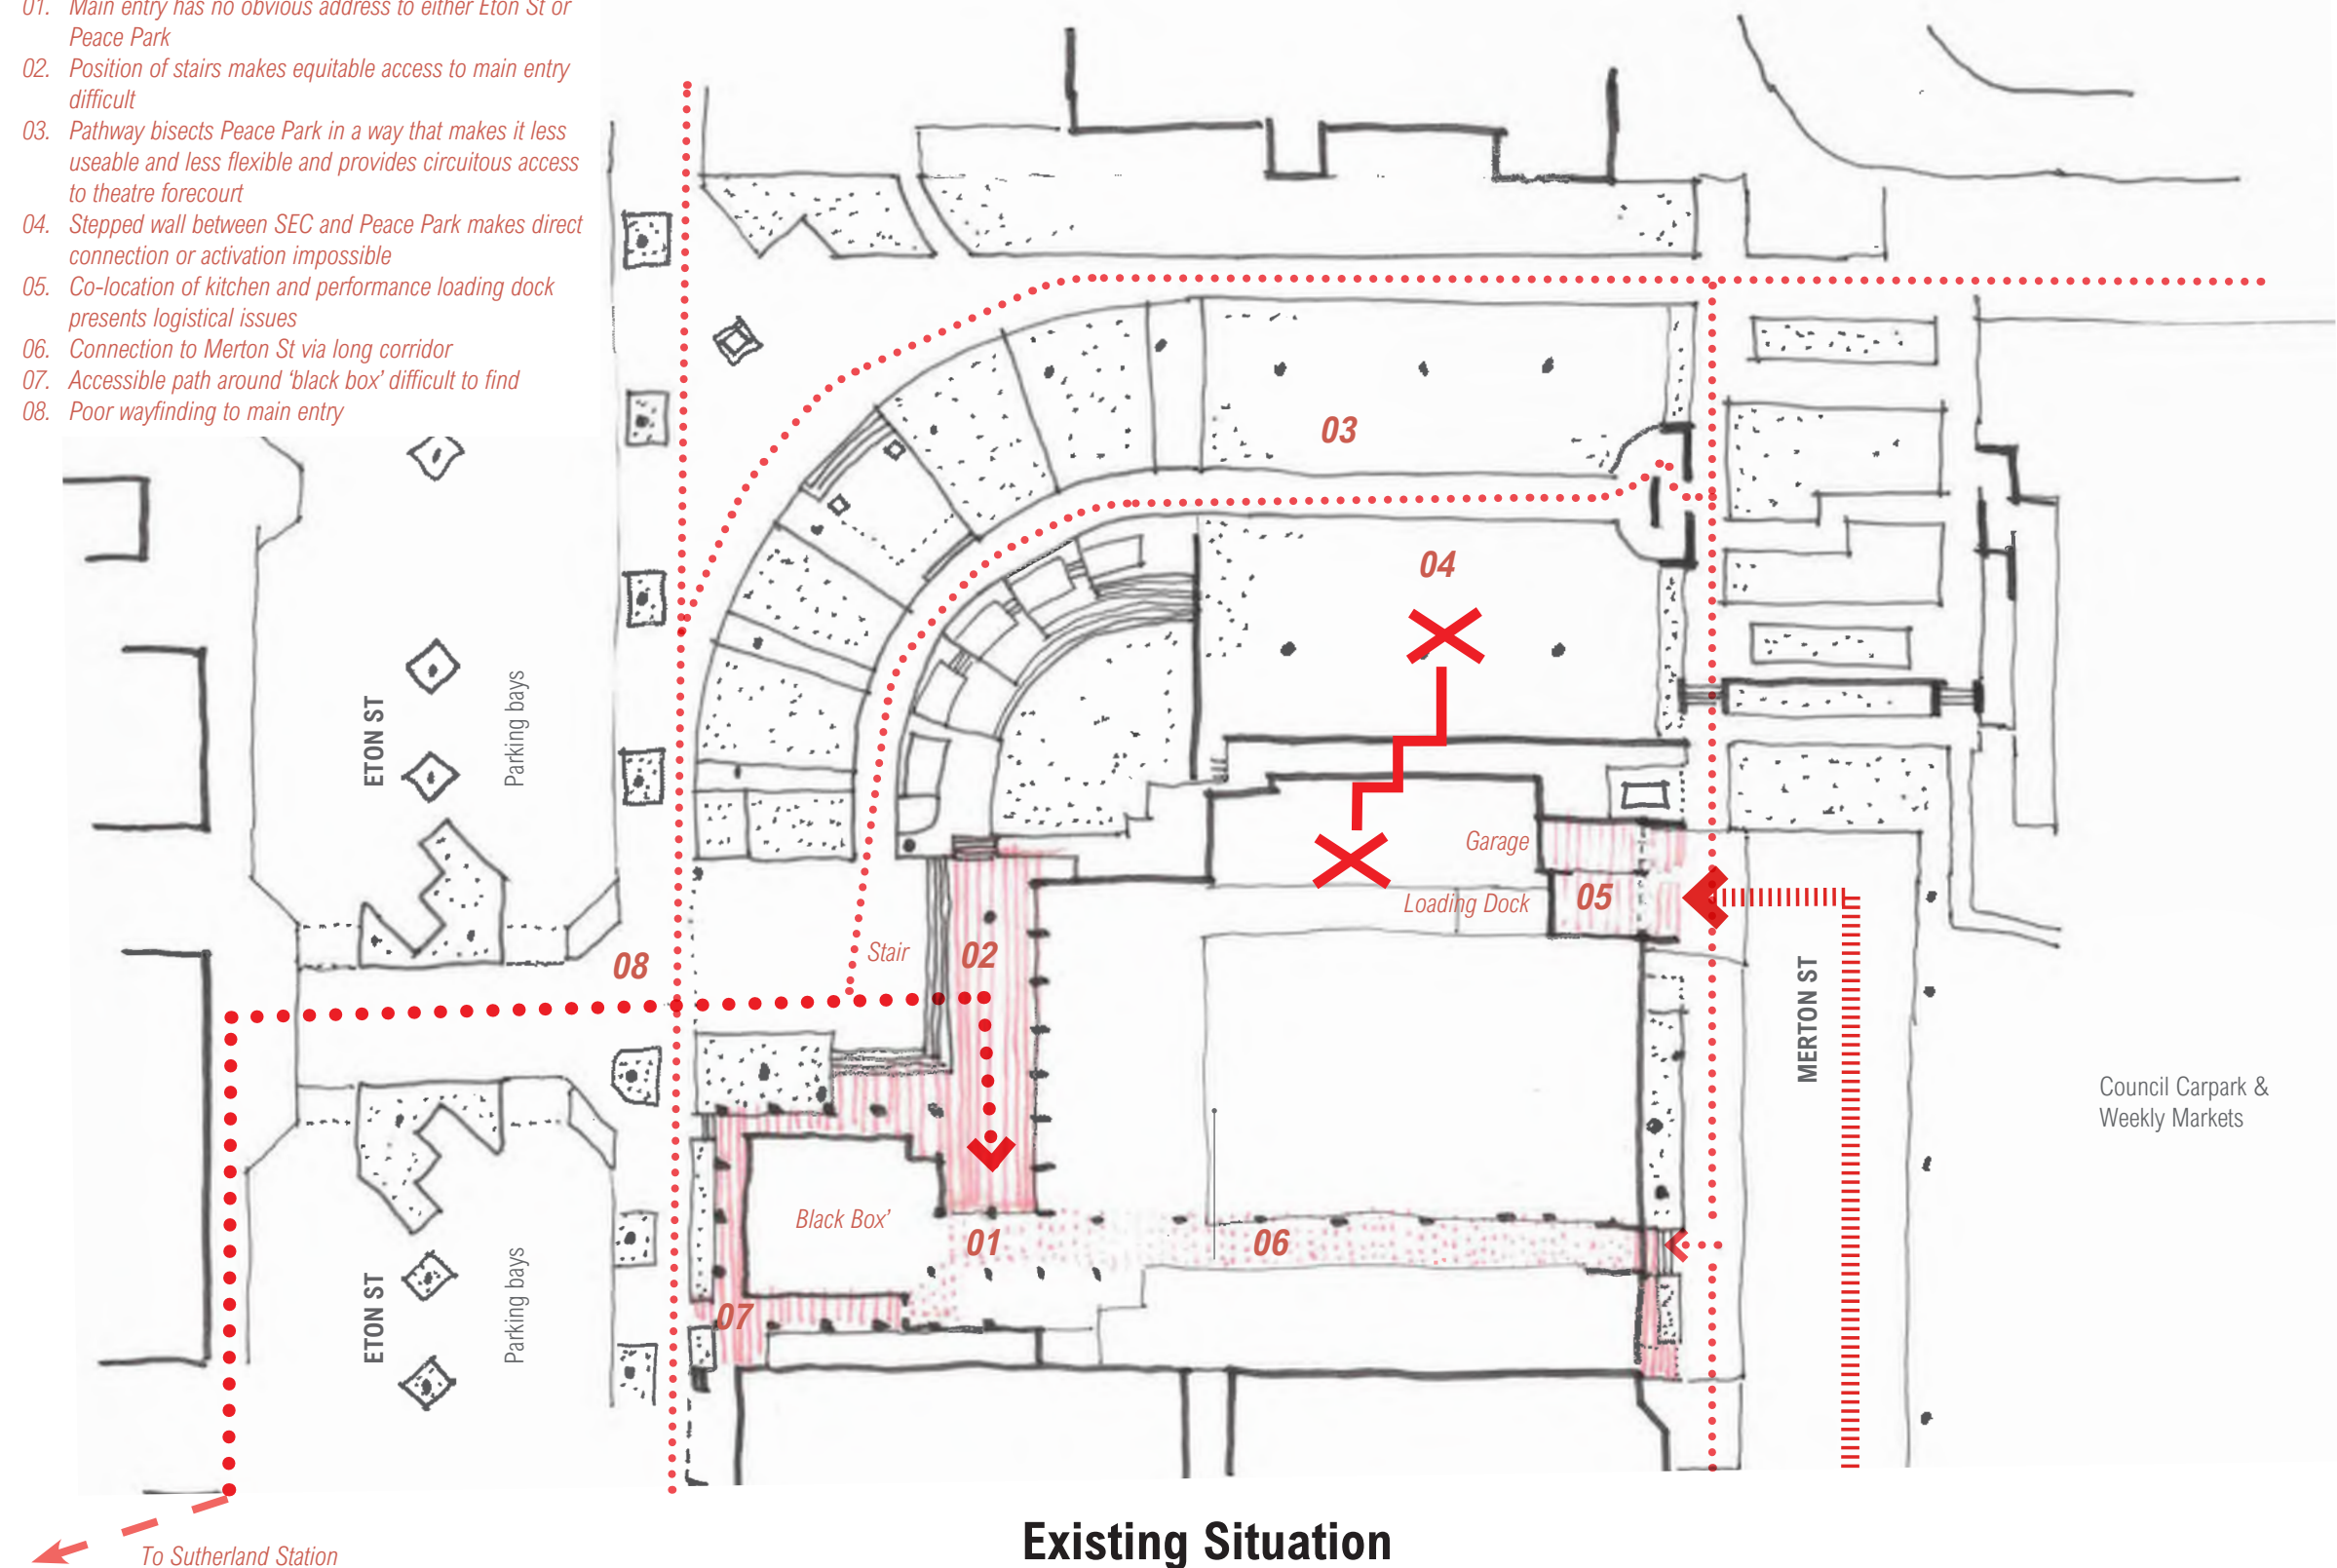 01. Main entry has no obvious address to either Eton St or
Peace Park
02. Position of stairs makes equitable access to main entry
difficult
03. Pathway bisects Peace Park in a way that makes it less
useable and less flexible and provides circuitous access
to theatre forecourt
04. Stepped wall between SEC and Peace Park makes direct
connection or activation impossible
05. Co-location of kitchen and performance loading dock
presents logistical issues
06. Connection to Merton St via long corridor
07. Accessible path around ‘black box’ difficult to find
08. Poor wayfinding to main entry
03
04
ETON ST
Parking bays
Garage
05
Loading Dock
Stair
02
08
MERTON ST
Council Carpark &
Weekly Markets
Black Box’
01
06
07
ETON ST
Parking bays
Existing Situation
To Sutherland Station